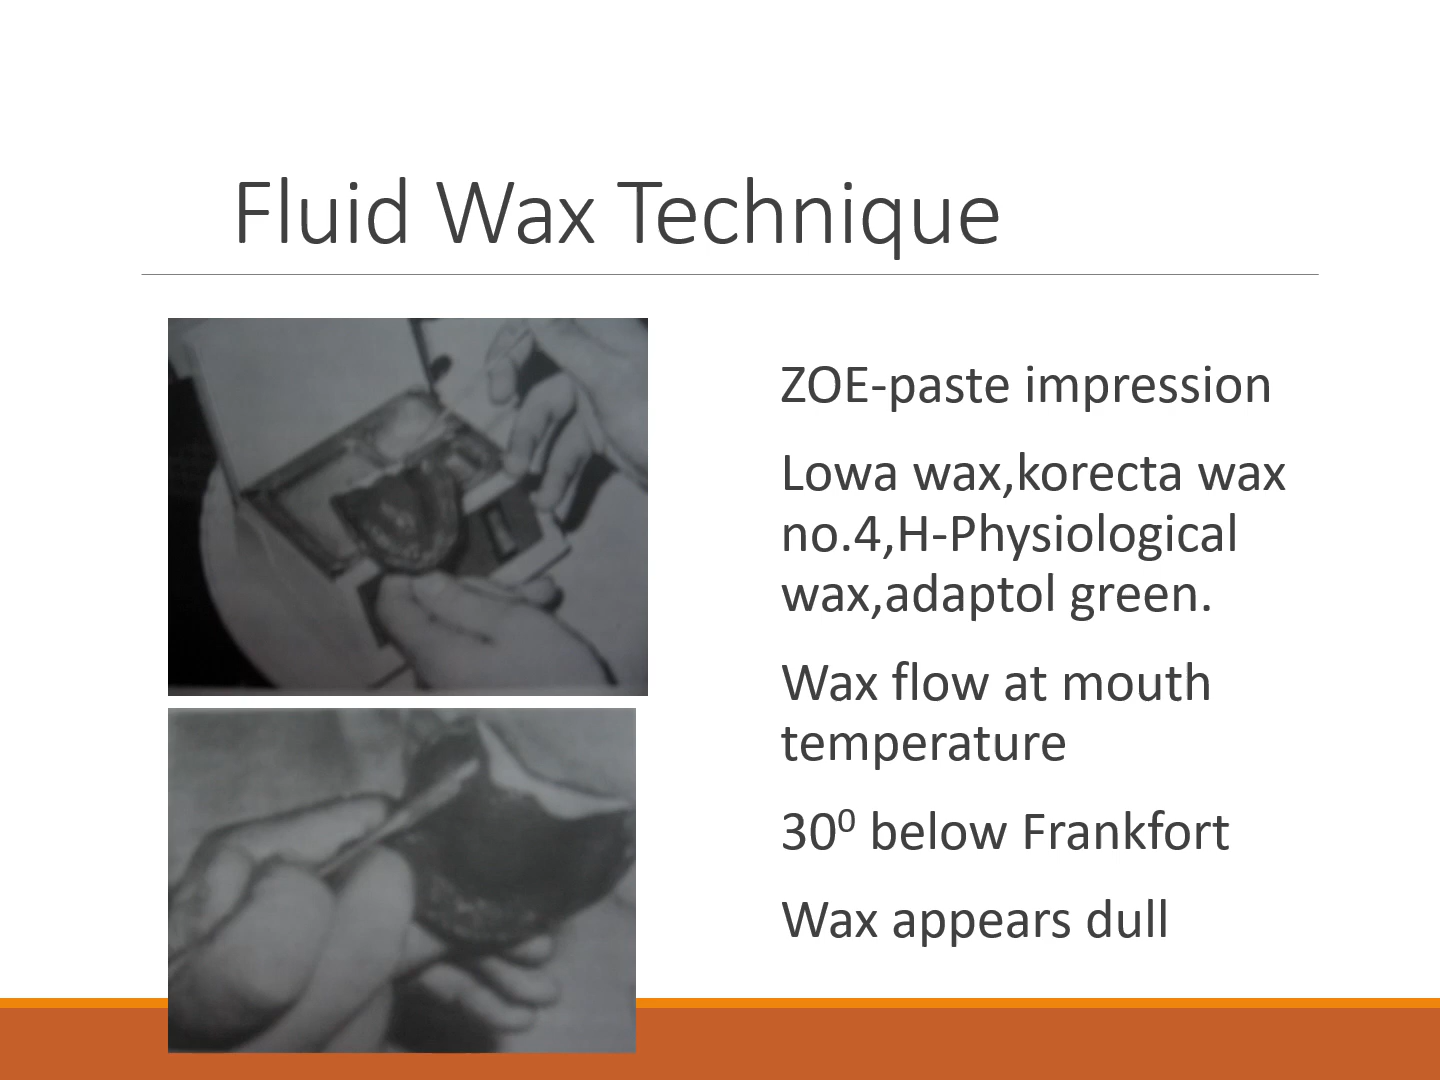 Fluid Wax Technique
ZOE-paste impression
Lowa wax,korecta wax
no.4,H-Physiological
wax,adaptol green.
Wax flow at mouth
temperature
30⁰ below Frankfort
Wax appears dull